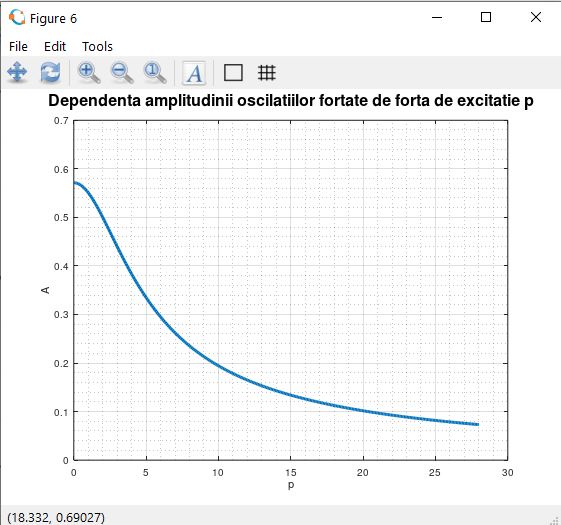 Figure 6
File Edit Tools
A
Dependenta amplitudinii oscilatiilor fortate de forta de excitatie p
0.7
0.6
0.5
0.4
0.3
0.2
0.1
0
A
0 5 10 15 20 25 30
p
(18.332, 0.69027)